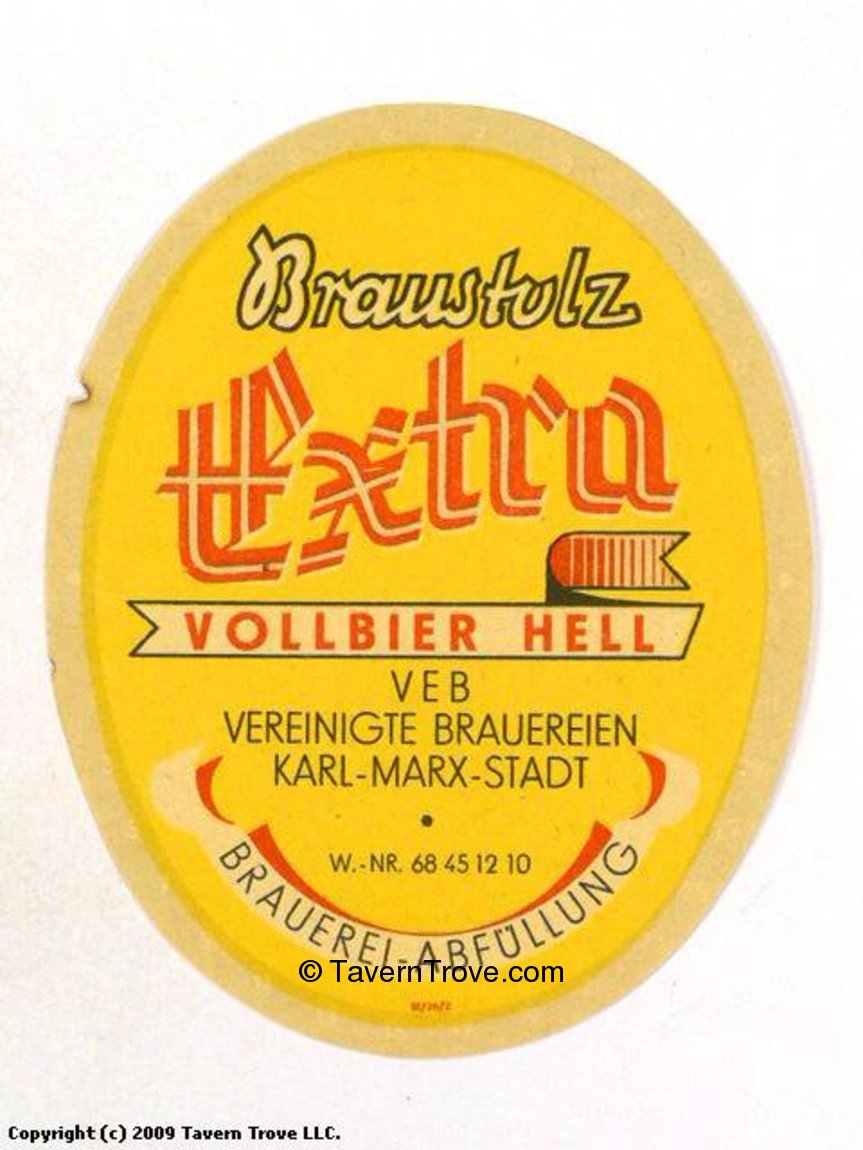 Braustolz
Extra
VOLLBIER HELL
VEB
VEREINIGTE BRAUEREIEN
KARL-MARX-STADT
•
W.-NR. 68 45 12 10
BRAUEREI-ABFÜLLUNG
© TavernTrove.com
Copyright (c) 2009 Tavern Trove LLC.